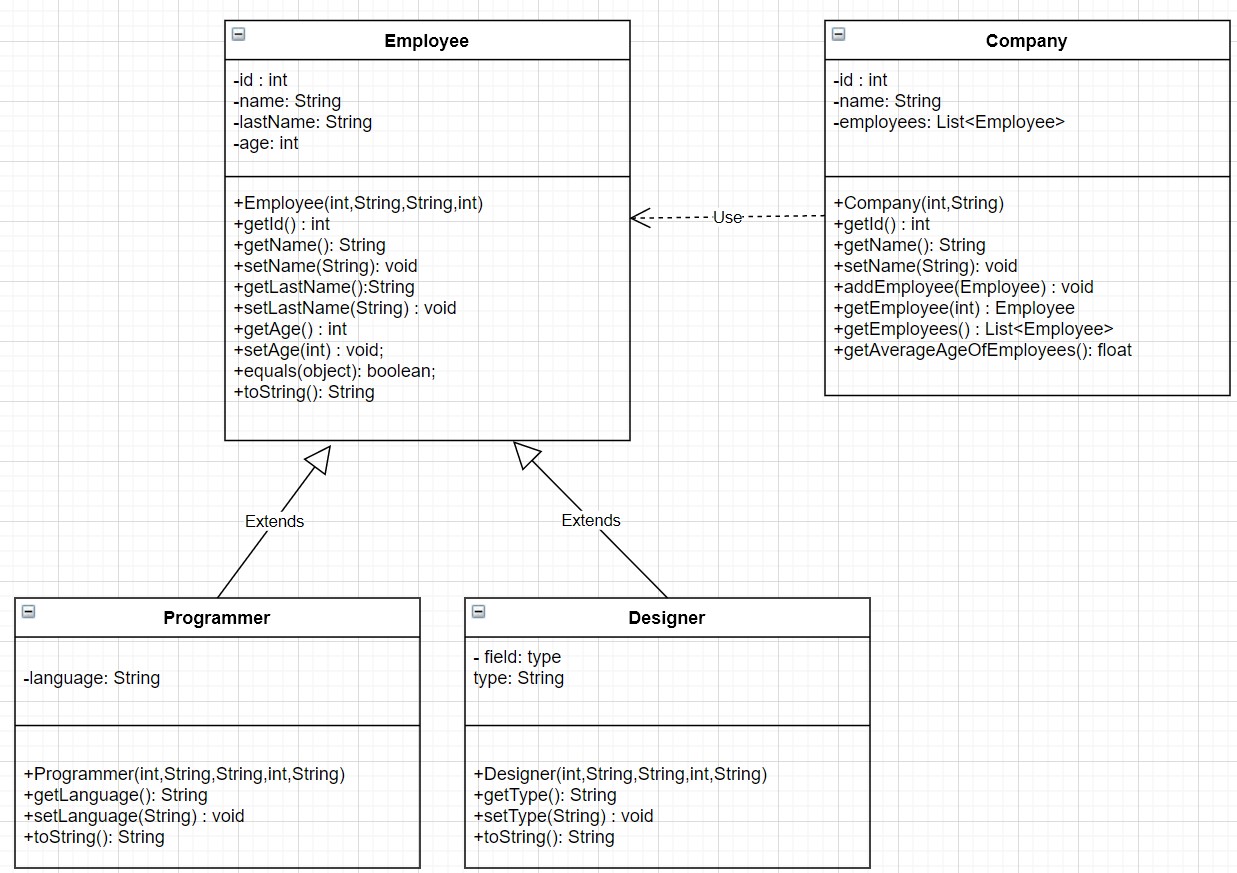 Employee
-id : int
-name: String
-lastName: String
-age: int
+Employee(int,String,String,int)
+getId() : int
+getName(): String
+setName(String): void
+getLastName():String
+setLastName(String) : void
+getAge() : int
+setAge(int) : void;
+equals(object): boolean;
+toString(): String
Use
Company
-id : int
-name: String
-employees: List<Employee>
+Company(int,String)
+getId() : int
+getName(): String
+setName(String): void
+addEmployee(Employee) : void
+getEmployee(int) : Employee
+getEmployees() : List<Employee>
+getAverageAgeOfEmployees(): float
Extends
Extends
Programmer
-language: String
+Programmer(int,String,String,int,String)
+getLanguage(): String
+setLanguage(String) : void
+toString(): String
Designer
- field: type
type: String
+Designer(int,String,String,int,String)
+getType(): String
+setType(String) : void
+toString(): String